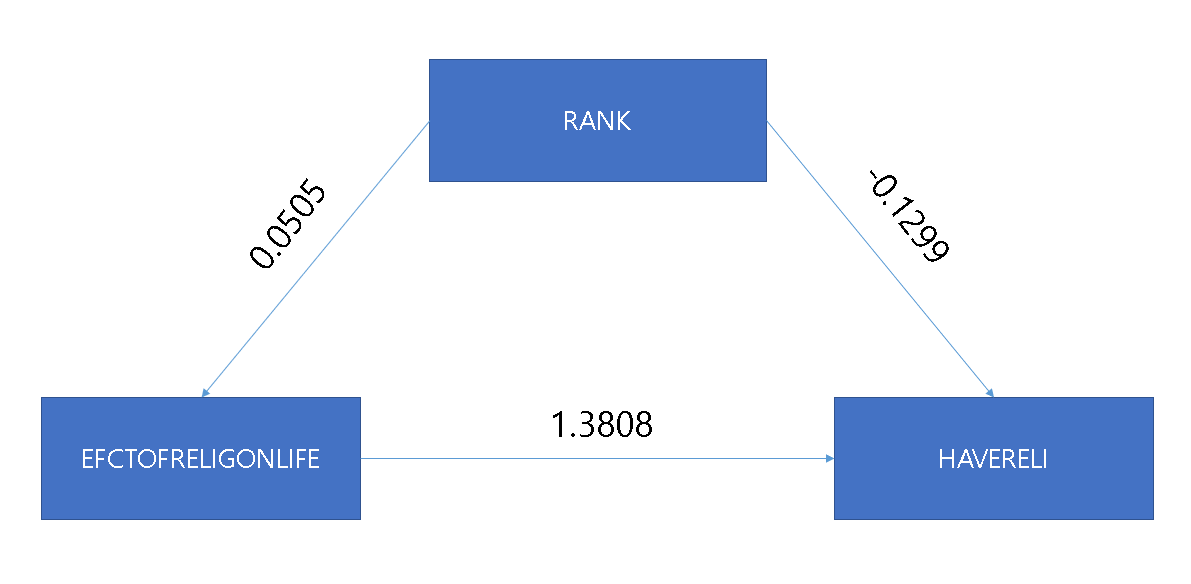 RANK
0.0505
-0.1299
1.3808
EFCTOFRELIGONLIFE
HAVERELI